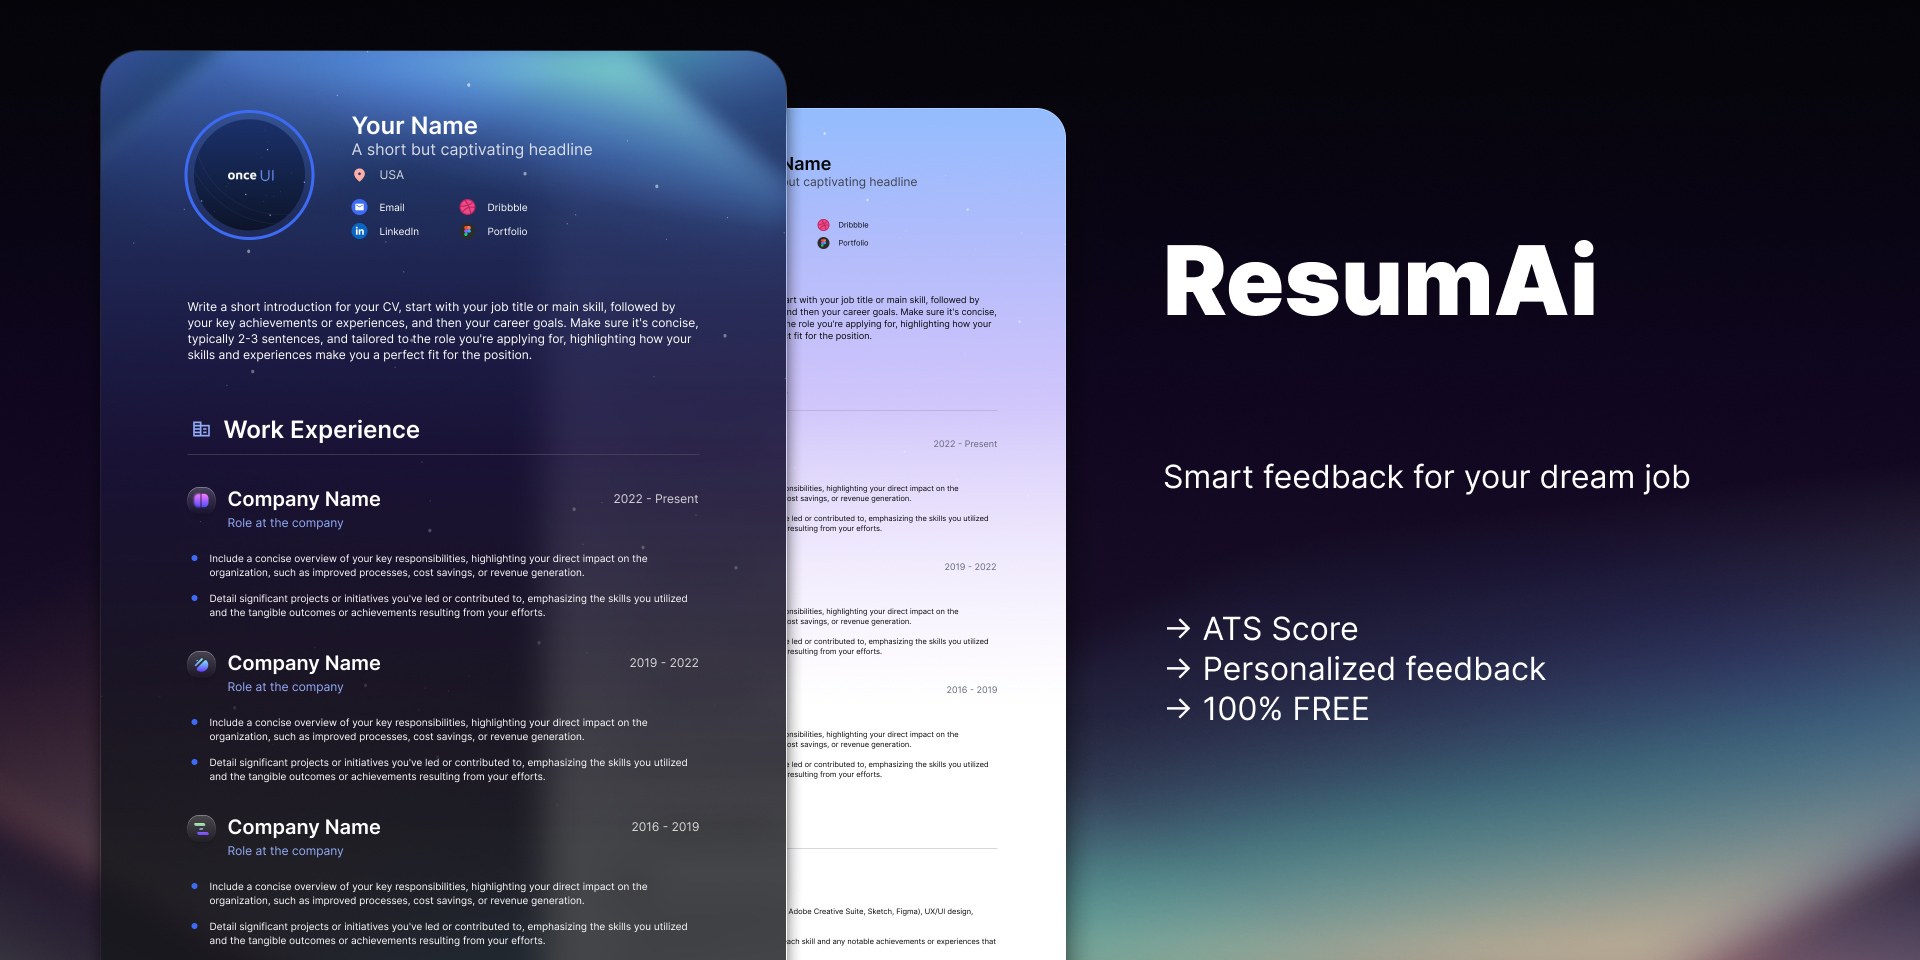 once UI
Your Name
A short but captivating headline
USA
Email
Dribbble
LinkedIn
Portfolio
Write a short introduction for your CV, start with your job title or main skill, followed by
your key achievements or experiences, and then your career goals. Make sure it's concise,
typically 2-3 sentences, and tailored to the role you're applying for, highlighting how your
skills and experiences make you a perfect fit for the position.
Work Experience
Company Name
2022 - Present
Role at the company
Include a concise overview of your key responsibilities, highlighting your direct impact on the
organization, such as improved processes, cost savings, or revenue generation.
Detail significant projects or initiatives you've led or contributed to, emphasizing the skills you utilized
and the tangible outcomes or achievements resulting from your efforts.
Company Name
2019 - 2022
Role at the company
Include a concise overview of your key responsibilities, highlighting your direct impact on the
organization, such as improved processes, cost savings, or revenue generation.
Detail significant projects or initiatives you've led or contributed to, emphasizing the skills you utilized
and the tangible outcomes or achievements resulting from your efforts.
Company Name
2016 - 2019
Role at the company
Include a concise overview of your key responsibilities, highlighting your direct impact on the
organization, such as improved processes, cost savings, or revenue generation.
Detail significant projects or initiatives you've led or contributed to, emphasizing the skills you utilized
and the tangible outcomes or achievements resulting from your efforts.
Name
captivating headline
Dribbble
Portfolio
with your job title or main skill, followed by
then your career goals. Make sure it's concise,
role you're applying for, highlighting how your
fit for the position.
2022 - Present
highlighting your direct impact on the
savings, or revenue generation.
led or contributed to, emphasizing the skills you utilized
resulting from your efforts.
2019 - 2022
highlighting your direct impact on the
savings, or revenue generation.
led or contributed to, emphasizing the skills you utilized
resulting from your efforts.
2016 - 2019
highlighting your direct impact on the
savings, or revenue generation.
led or contributed to, emphasizing the skills you utilized
resulting from your efforts.
Adobe Creative Suite, Sketch, Figma), UX/UI design,
skill and any notable achievements or experiences that
ResumAi
Smart feedback for your dream job
→ ATS Score
→ Personalized feedback
→ 100% FREE